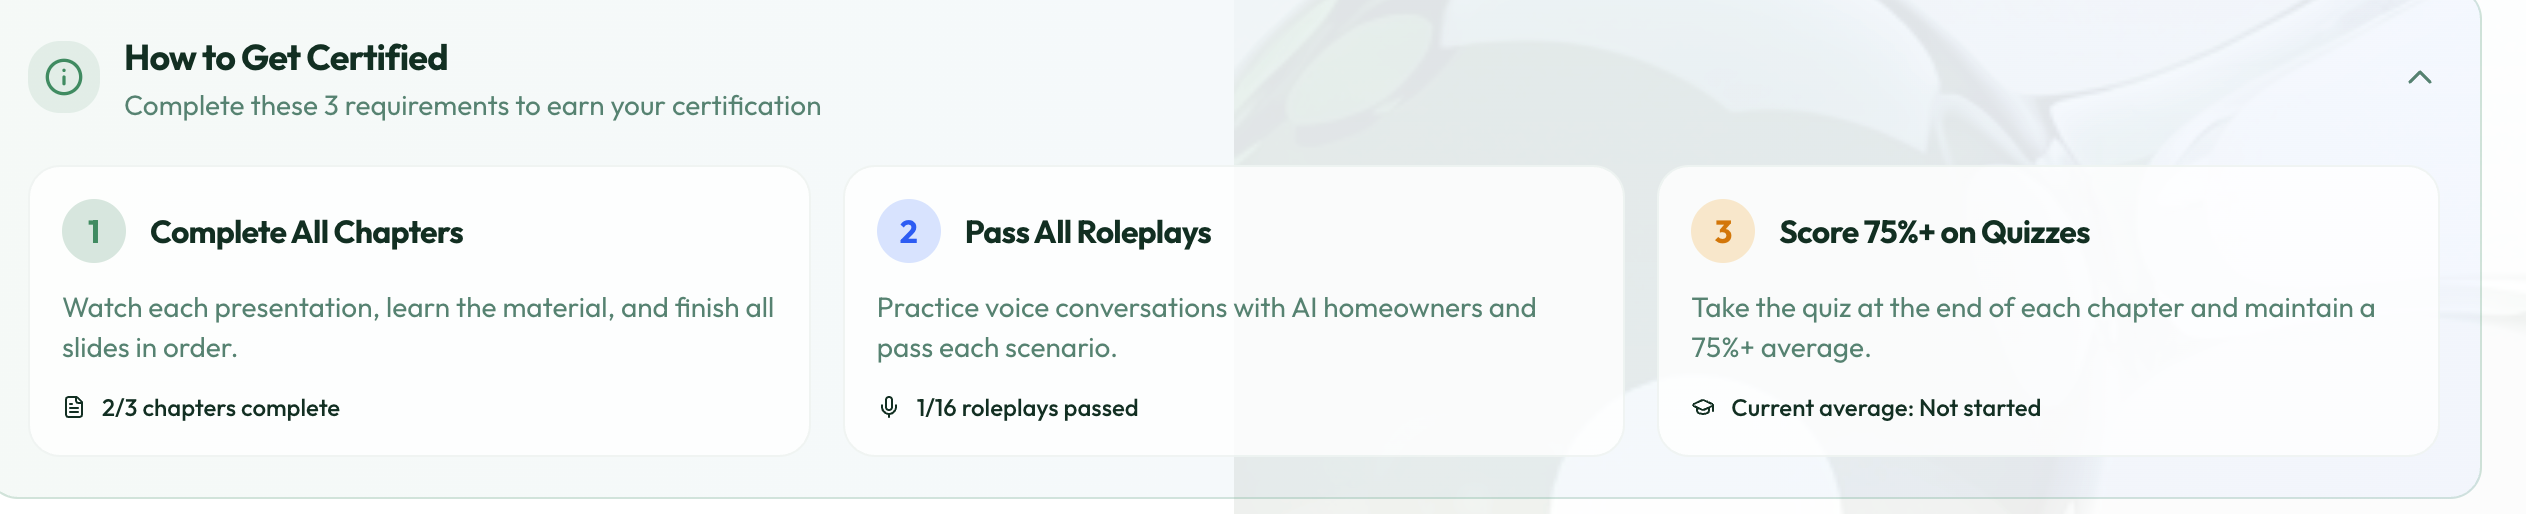 How to Get Certified
Complete these 3 requirements to earn your certification
1
Complete All Chapters
Watch each presentation, learn the material, and finish all
slides in order.
2/3 chapters complete
2
Pass All Roleplays
Practice voice conversations with AI homeowners and
pass each scenario.
1/16 roleplays passed
3
Score 75%+ on Quizzes
Take the quiz at the end of each chapter and maintain a
75%+ average.
Current average: Not started